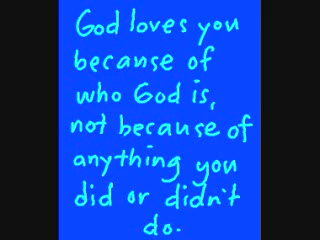 God loves you
because of
who God is,
not because of
anything you
did or didn't
do.